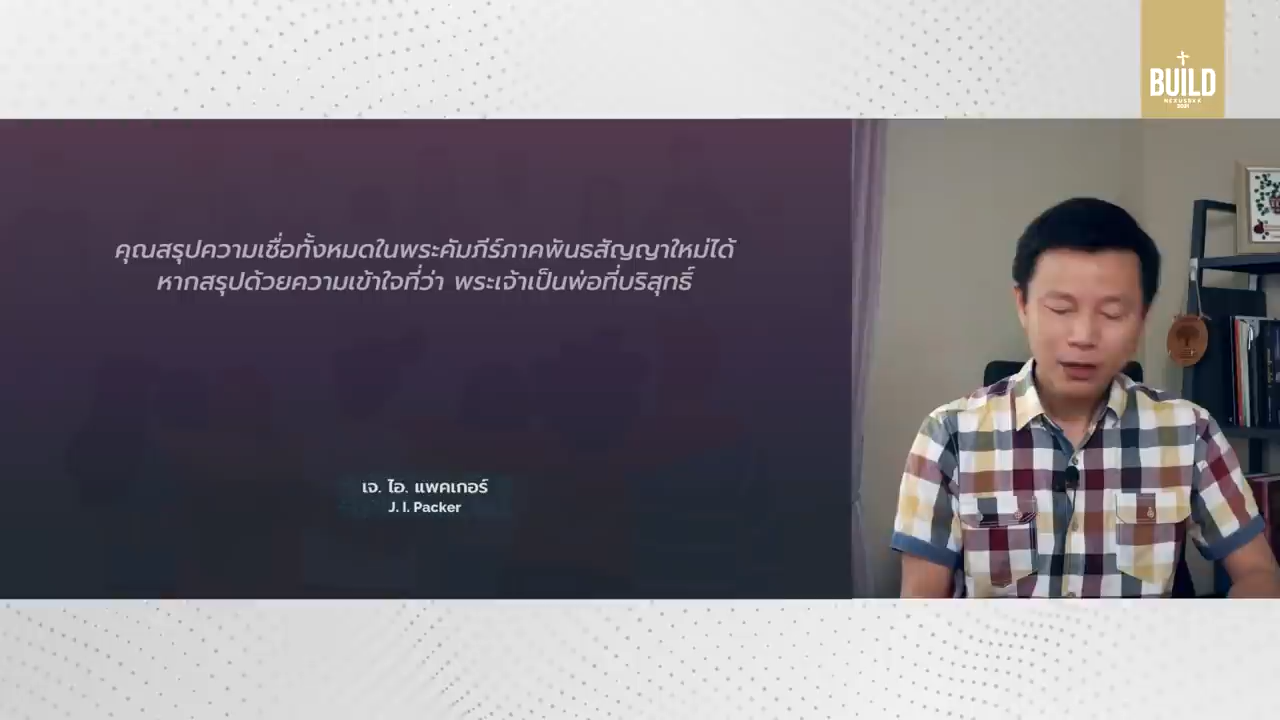 BUILD
NEXUSBKK
2021
คุณสรุปความเชื่อทั้งหมดในพระคัมภีร์ภาคพันธสัญญาใหม่ได้
หากสรุปด้วยความเข้าใจที่ว่า พระเจ้าเป็นพ่อที่บริสุทธิ์
เจ. ไอ. แพคเกอร์
J. I. Packer